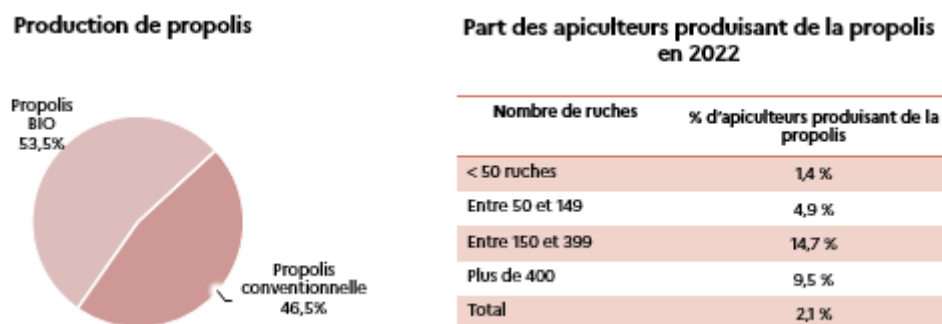 Production de propolis
Propolis
BIO
53,5%
Propolis
conventionnelle
46,5%
Part des apiculteurs produisant de la propolis
en 2022
Nombre de ruches % d'apiculteurs produisant de la
propolis
< 50 ruches 1,4 %
Entre 50 et 149 4,9 %
Entre 150 et 399 14,7 %
Plus de 400 9,5 %
Total 2,1 %